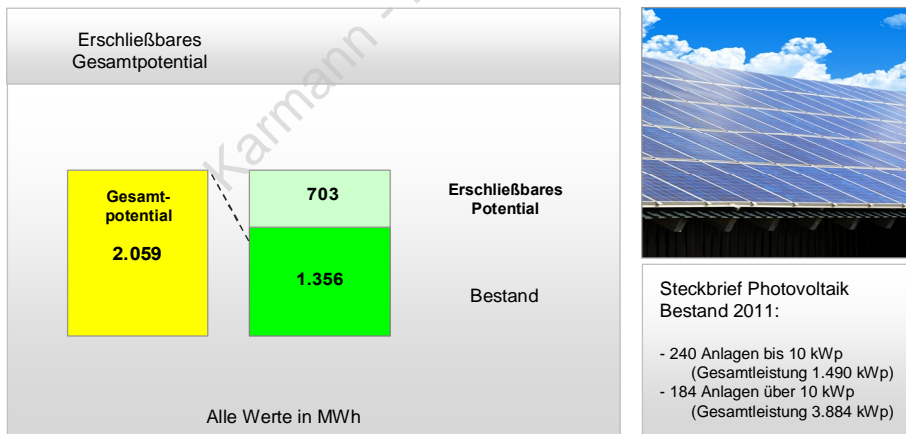 Karmann -
Erschließbares
Gesamtpotential
Gesamt-
potential
2.059
703
1.356
Erschließbares
Potential
Bestand
Alle Werte in MWh
Steckbrief Photovoltaik
Bestand 2011:
- 240 Anlagen bis 10 kWp
(Gesamtleistung 1.490 kWp)
- 184 Anlagen über 10 kWp
(Gesamtleistung 3.884 kWp)